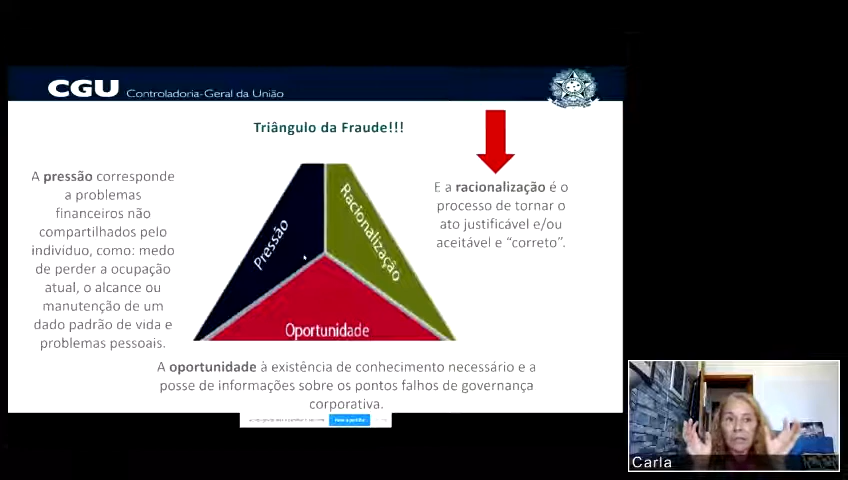 CGU Controladoria-Geral da União
Triângulo da Fraude!!!
A pressão corresponde
a problemas
financeiros não
compartilhados pelo
individuo, como: medo
de perder a ocupação
atual, o alcance ou
manutenção de um
dado padrão de vida e
problemas pessoais.
Pressão
Racionalização
Oportunidade
E a racionalização é o
processo de tornar o
ato justificável e/ou
aceitável e “correto”.
A oportunidade à existência de conhecimento necessário e a
posse de informações sobre os pontos falhos de governança
corporativa.
Carla